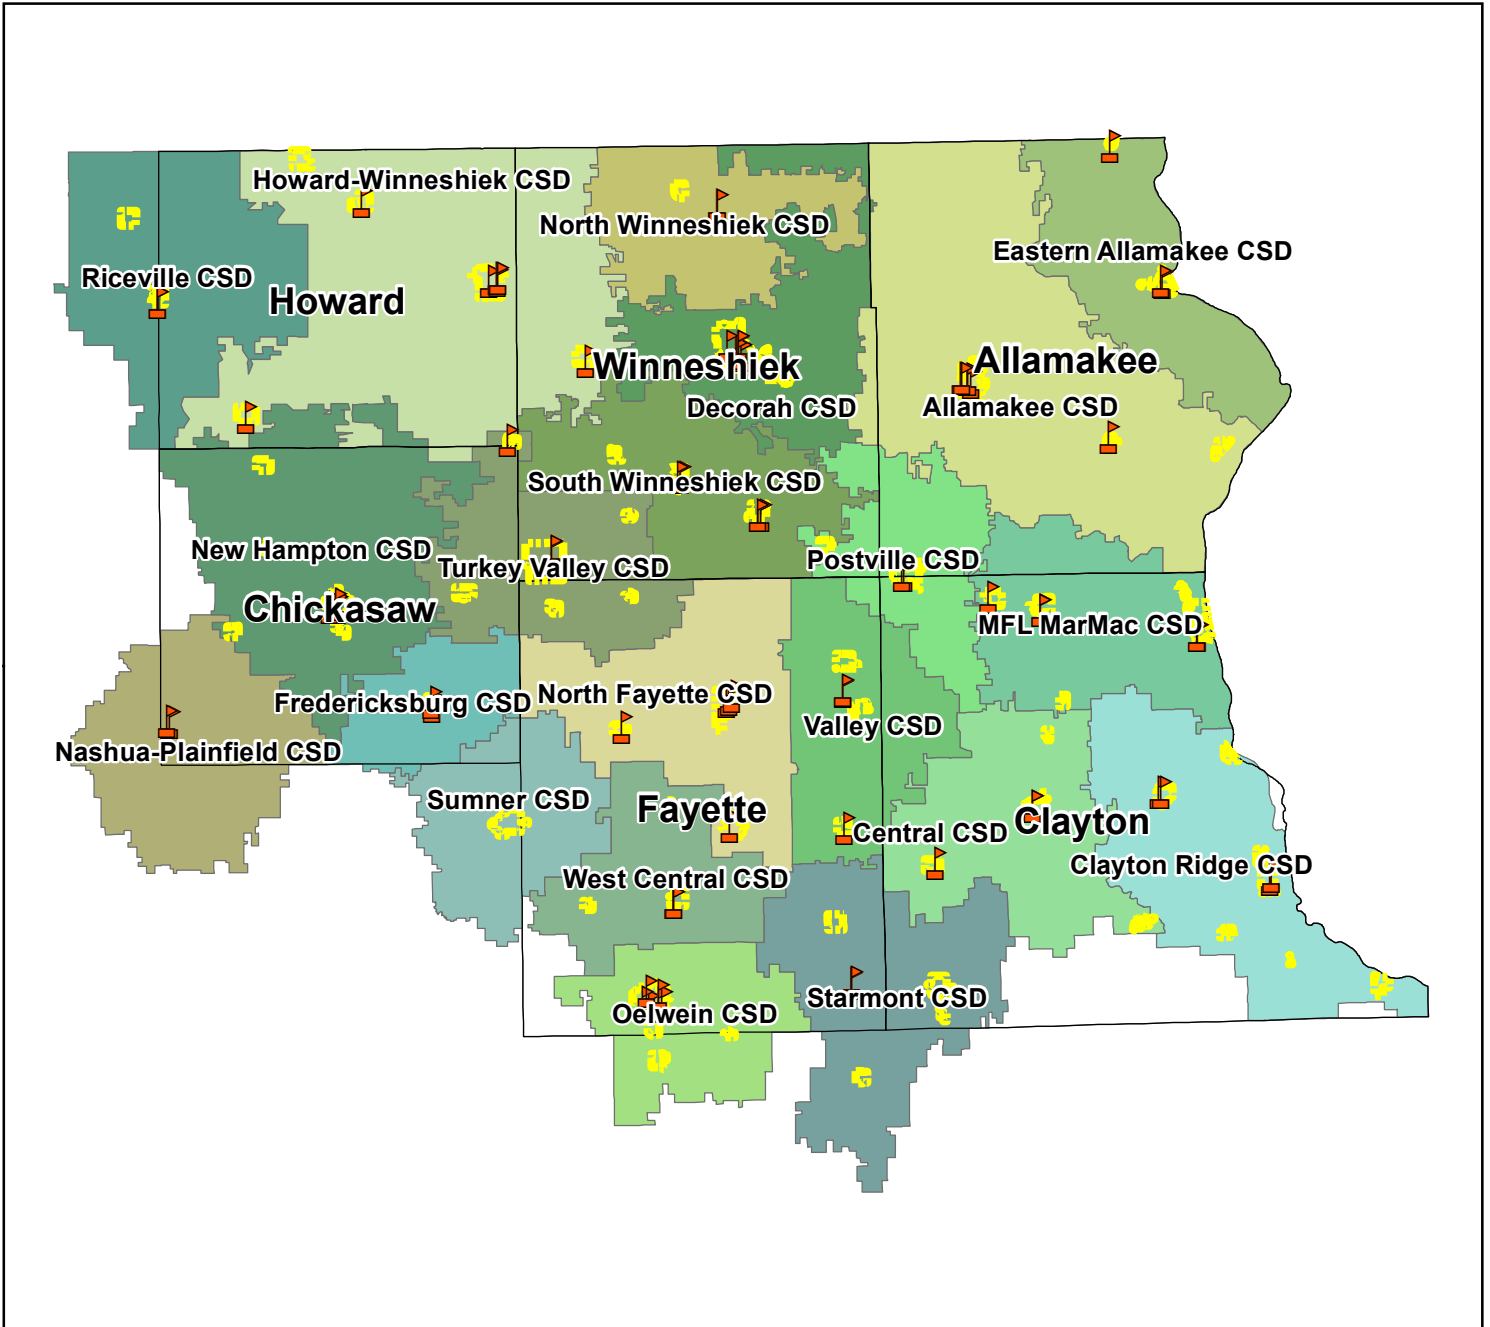 Howard-Winneshiek CSD
North Winneshiek CSD
Eastern Allamakee CSD
Riceville CSD
Howard
Winneshiek
Allamakee
Decorah CSD
Allamakee CSD
South Winneshiek CSD
New Hampton CSD
Turkey Valley CSD
Postville CSD
Chickasaw
MFL MarMac CSD
Fredericksburg CSD
North Fayette CSD
Valley CSD
Nashua-Plainfield CSD
Sumner CSD
Fayette
Central CSD
Clayton
Clayton Ridge CSD
West Central CSD
Starmont CSD
Oelwein CSD